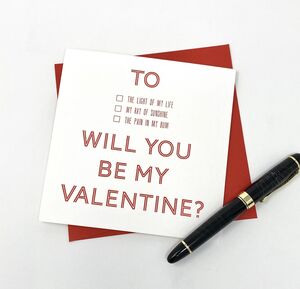 TO
THE LIGHT OF MY LIFE
MY RAY OF SUNSHINE
THE PAIN IN MY BUM
WILL YOU
BE MY
VALENTINE?